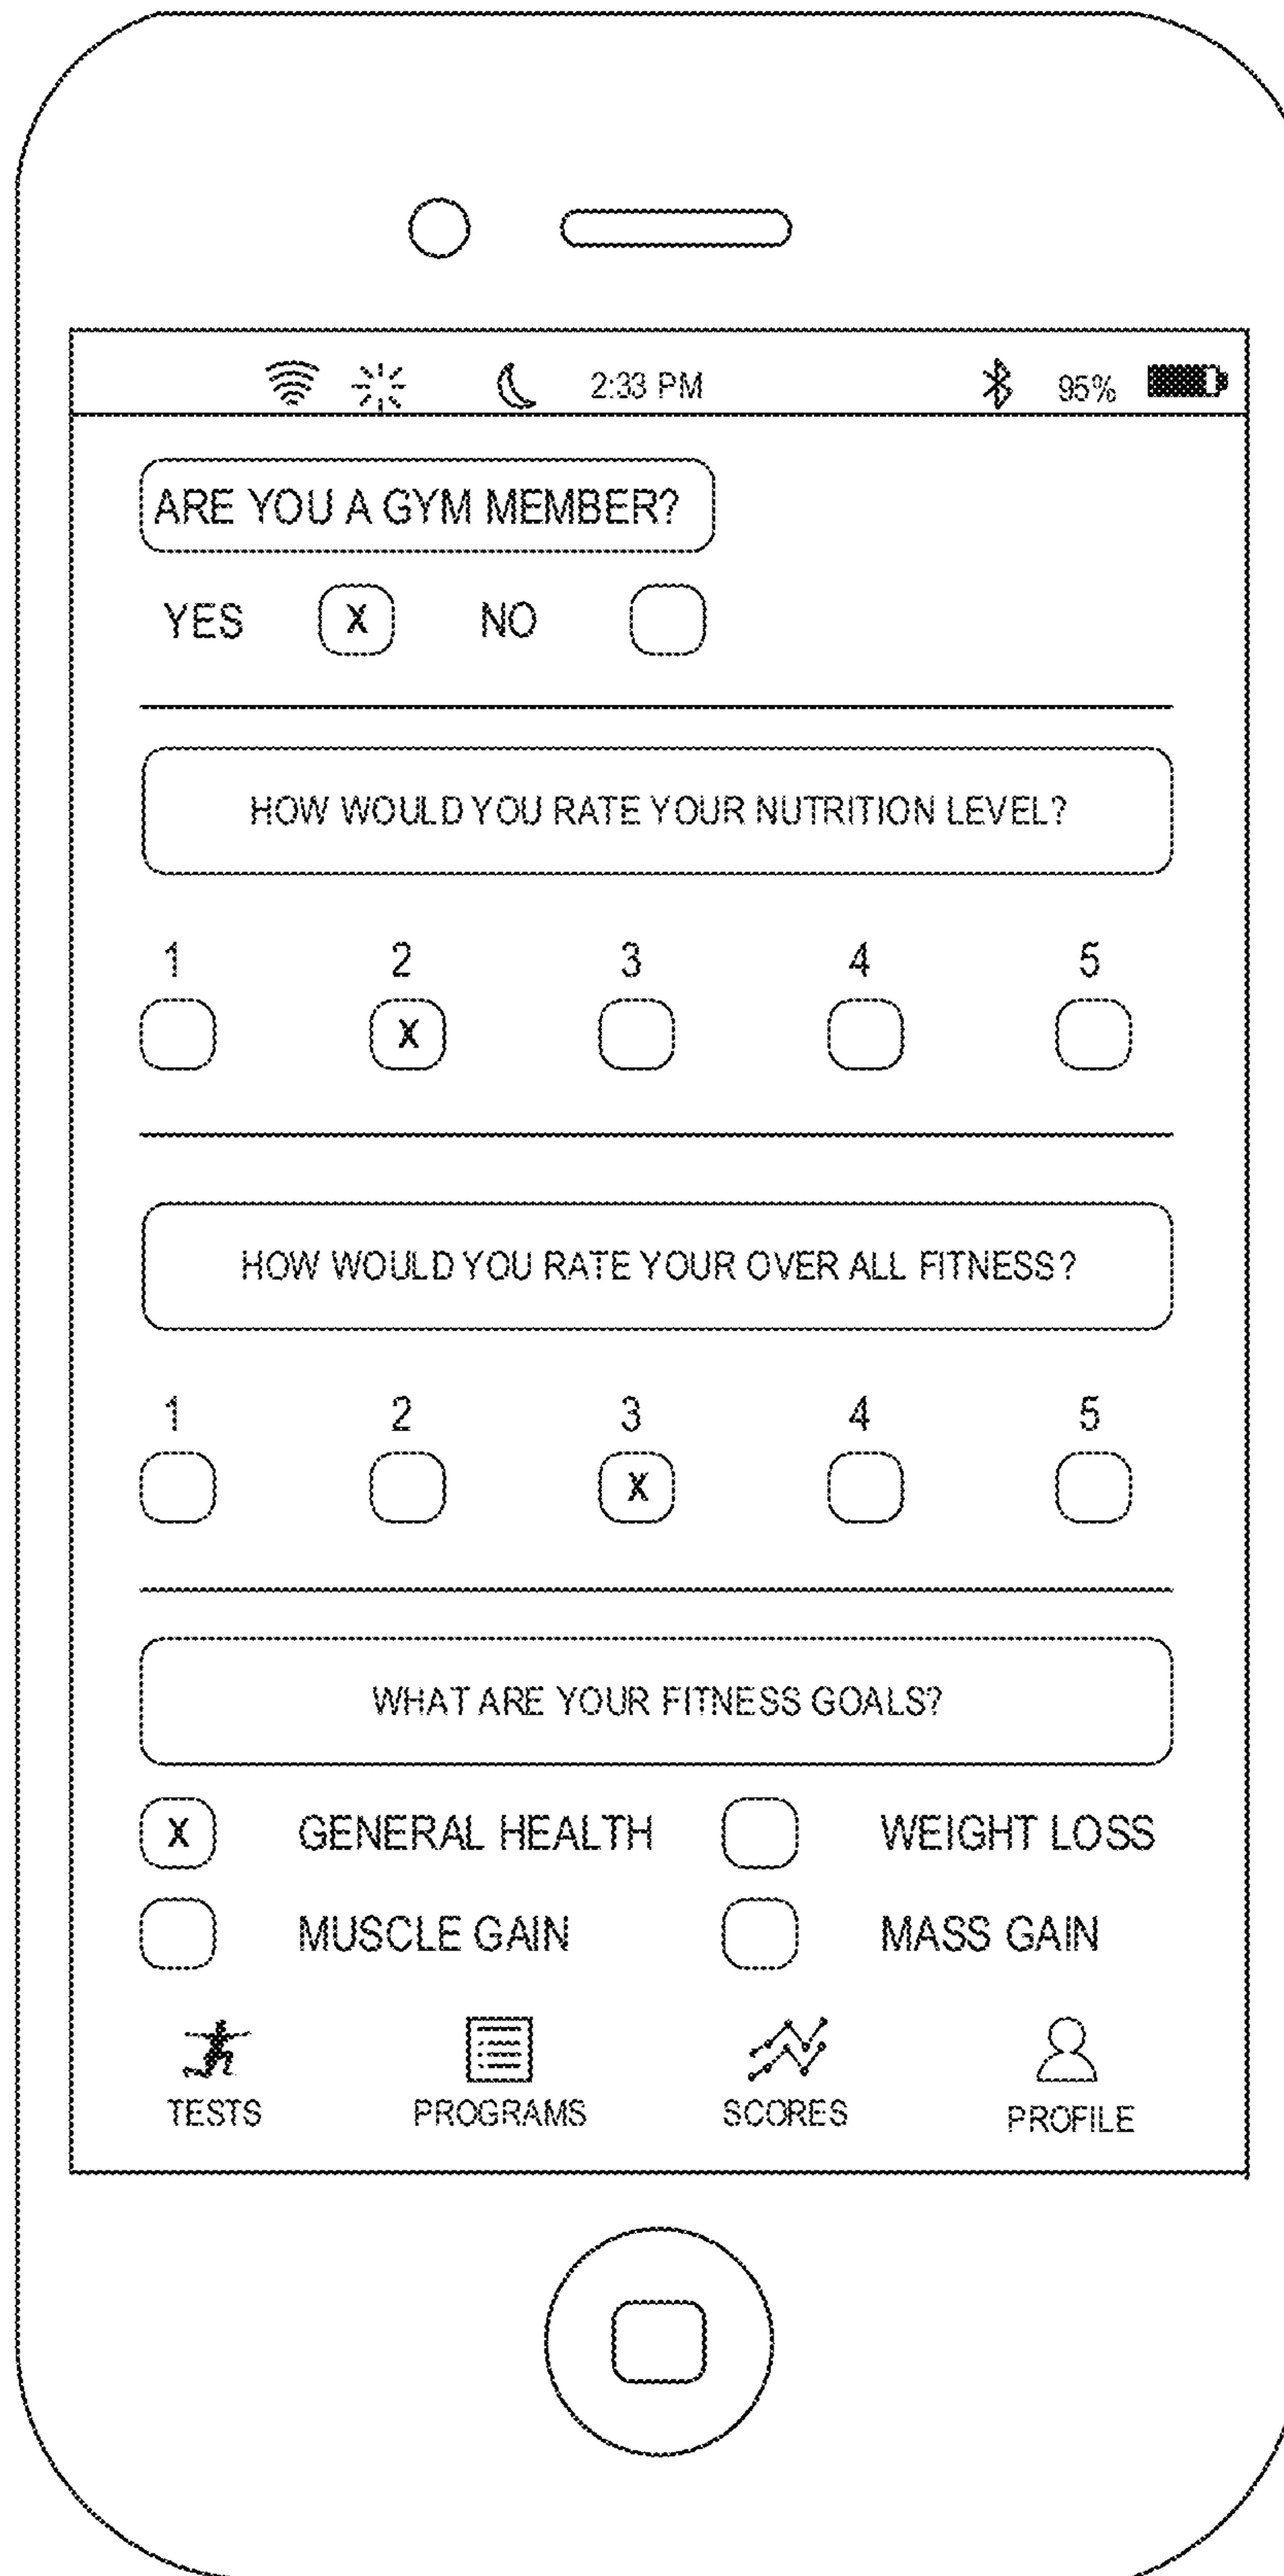 2:33 PM 95%
ARE YOU A GYM MEMBER?
YES X NO
HOW WOULD YOU RATE YOUR NUTRITION LEVEL?
1 2 3 4 5
X
HOW WOULD YOU RATE YOUR OVER ALL FITNESS?
1 2 3 4 5
X
WHAT ARE YOUR FITNESS GOALS?
X GENERAL HEALTH WEIGHT LOSS
MUSCLE GAIN MASS GAIN
TESTS PROGRAMS SCORES PROFILE